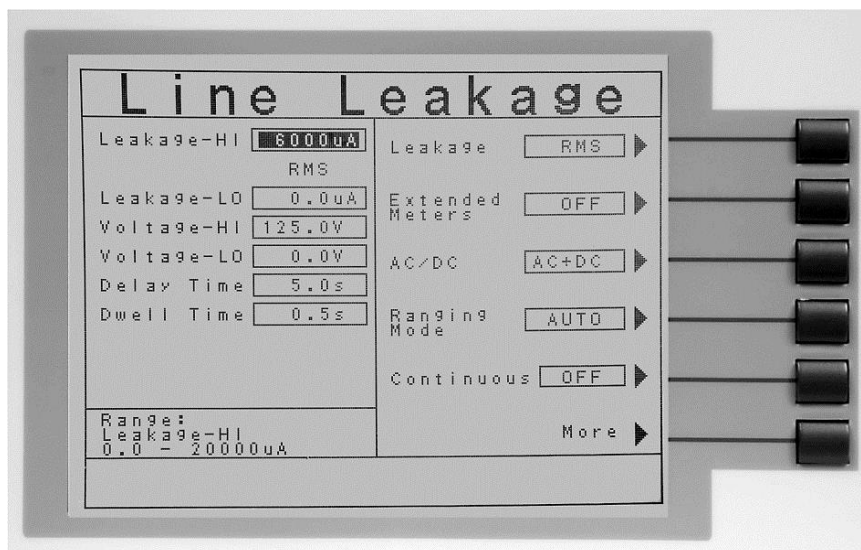 Line Leakage
Leakage-HI 6000uA
RMS
Leakage-LO 0.0uA
Voltage-HI 125.0V
Voltage-LO 0.0V
Delay Time 5.0s
Dwell Time 0.5s
Range:
Leakage-HI
0.0 - 20000uA
Leakage RMS
Extended
Meters OFF
AC/DC AC+DC
Ranging
Mode AUTO
Continuous OFF
More